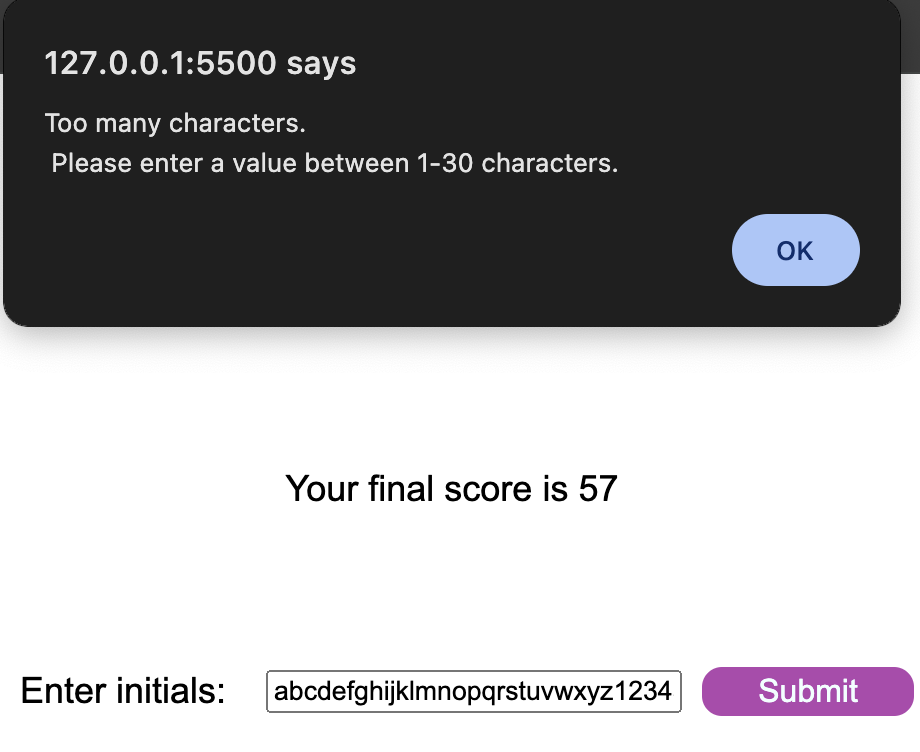 127.0.0.1:5500 says
Too many characters.
Please enter a value between 1-30 characters.
OK
Your final score is 57
Enter initials: abcdefghijklmnopqrstuvwxyz1234 Submit